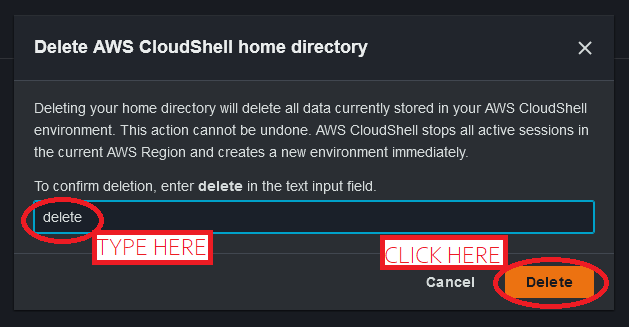 Delete AWS CloudShell home directory
Deleting your home directory will delete all data currently stored in your AWS CloudShell
environment. This action cannot be undone. AWS CloudShell stops all active sessions in
the current AWS Region and creates a new environment immediately.
To confirm deletion, enter delete in the text input field.
delete
TYPE HERE
CLICK HERE
Cancel
Delete